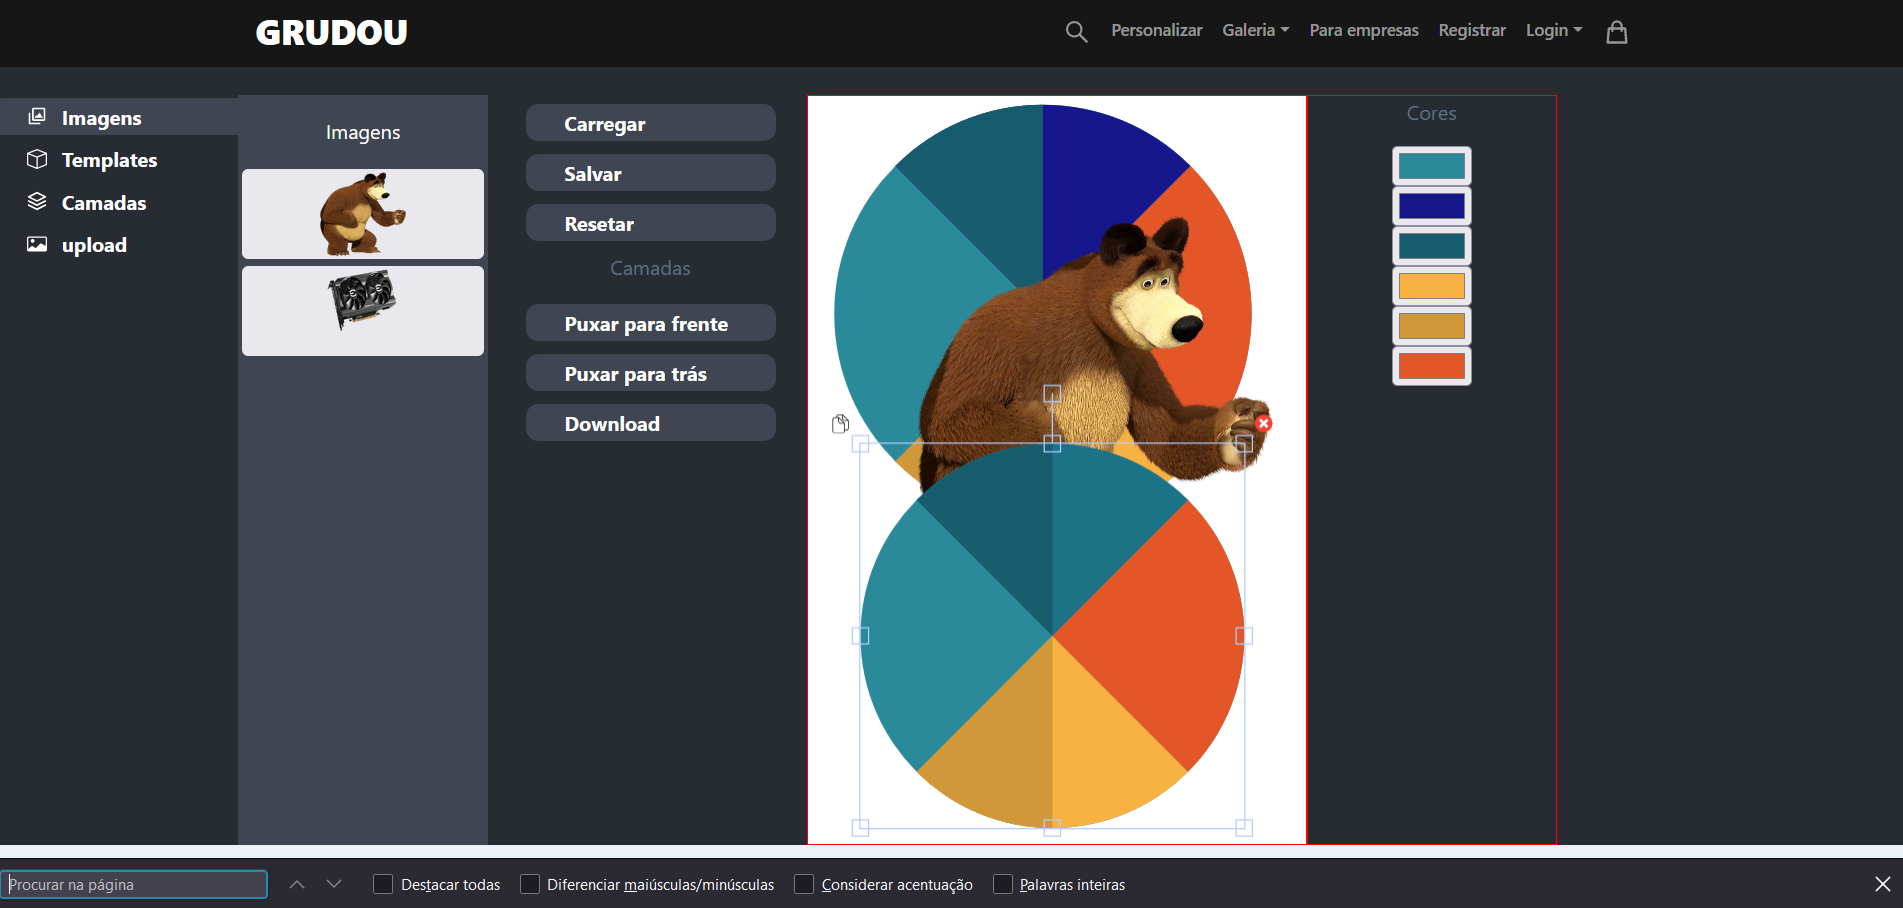 GRUDOU
Personalizar
Galeria
Para empresas
Registrar
Login
Imagens
Templates
Camadas
upload
Imagens
Carregar
Salvar
Resetar
Camadas
Puxar para frente
Puxar para trás
Download
Cores
Procurar na página
Destacar todas
Diferenciar maiúsculas/minúsculas
Considerar acentuação
Palavras inteiras